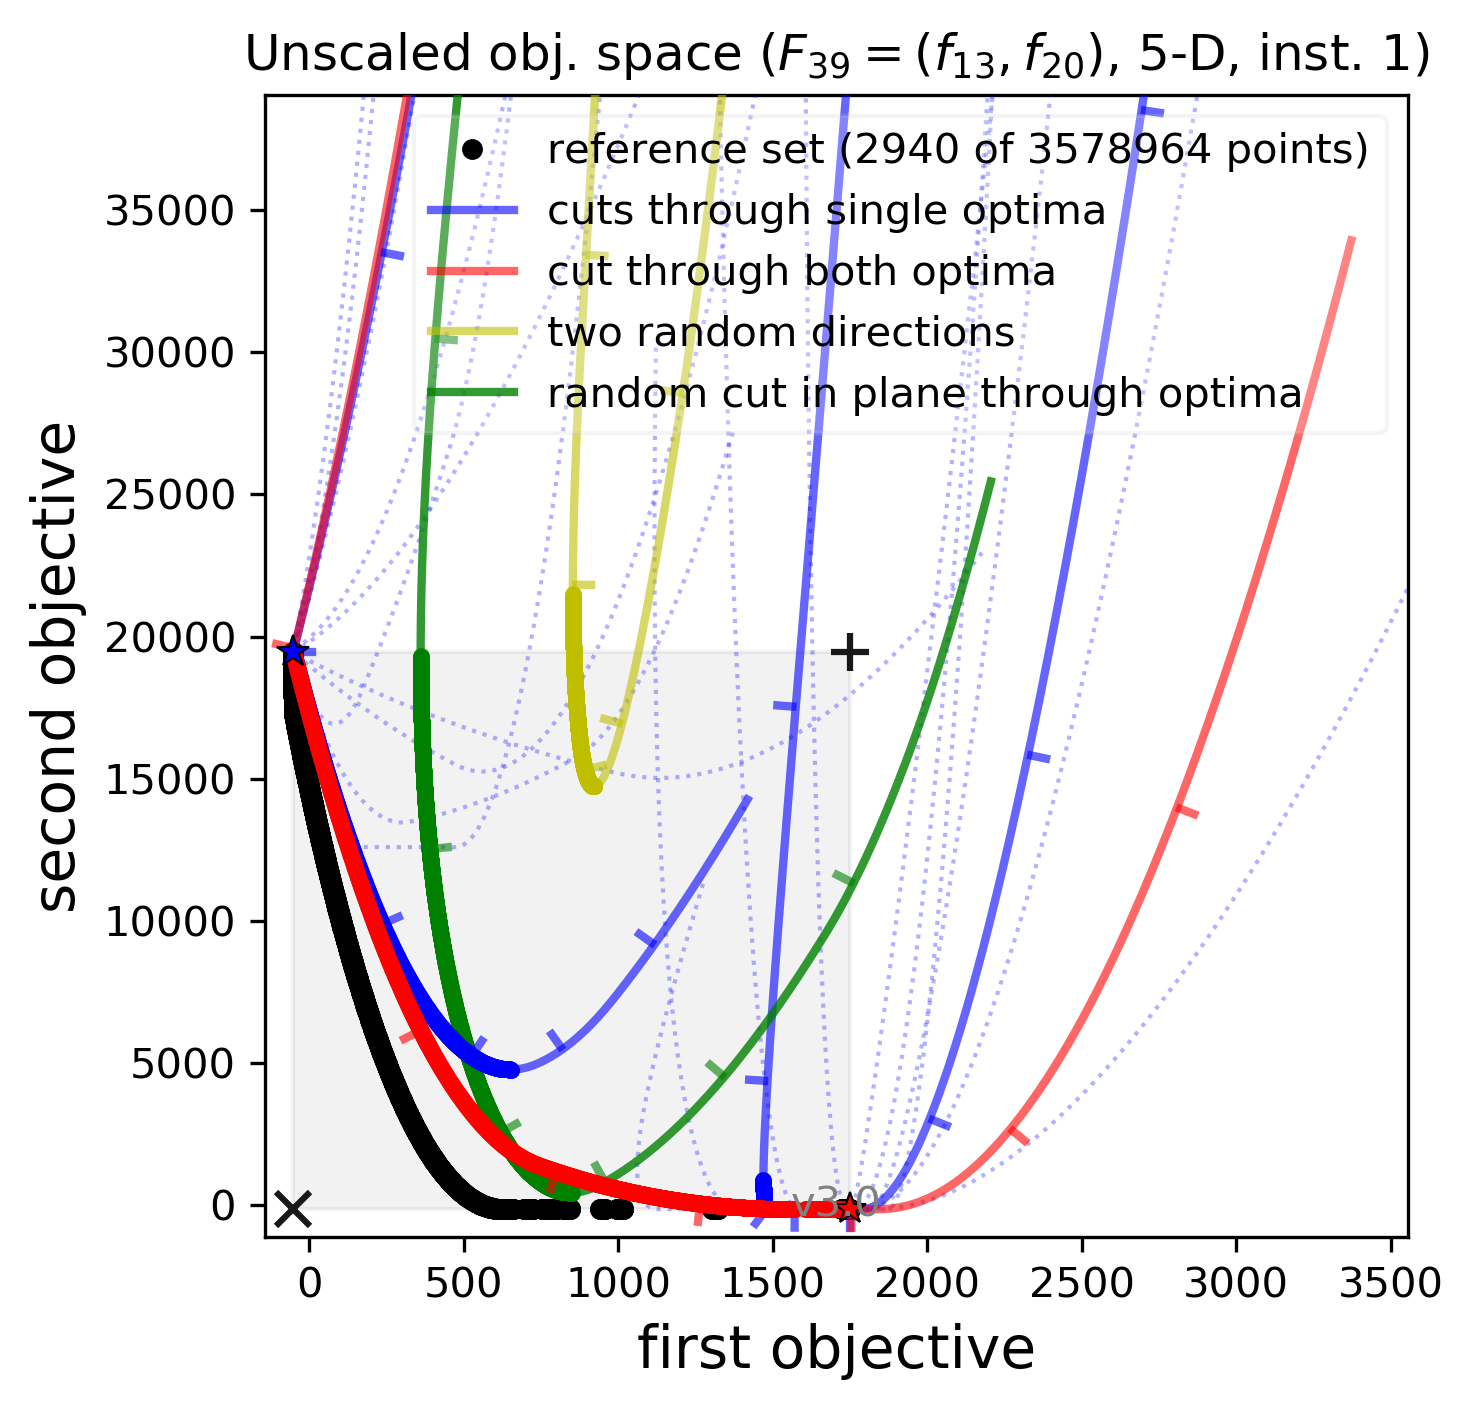 Unscaled obj. space (F₃₉ = (f₁₃, f₂₀), 5-D, inst. 1)
reference set (2940 of 3578964 points)
cuts through single optima
cut through both optima
two random directions
random cut in plane through optima
second objective
35000
30000
25000
20000
15000
10000
5000
0
v3.0
0 500 1000 1500 2000 2500 3000 3500
first objective